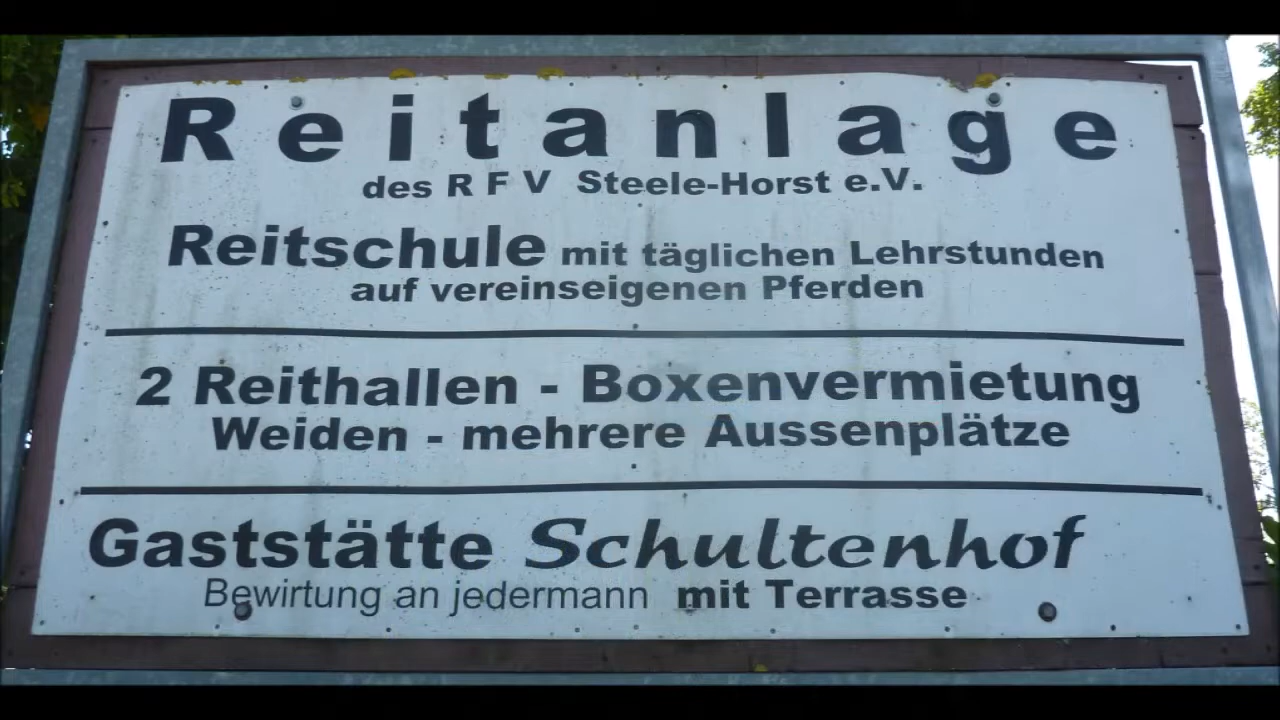 Reitanlage
des R F V Steele-Horst e.V.
Reitschule mit täglichen Lehrstunden
auf vereinseigenen Pferden
2 Reithallen - Boxenvermietung
Weiden - mehrere Aussenplätze
Gaststätte Schultenhof
Bewirtung an jedermann mit Terrasse